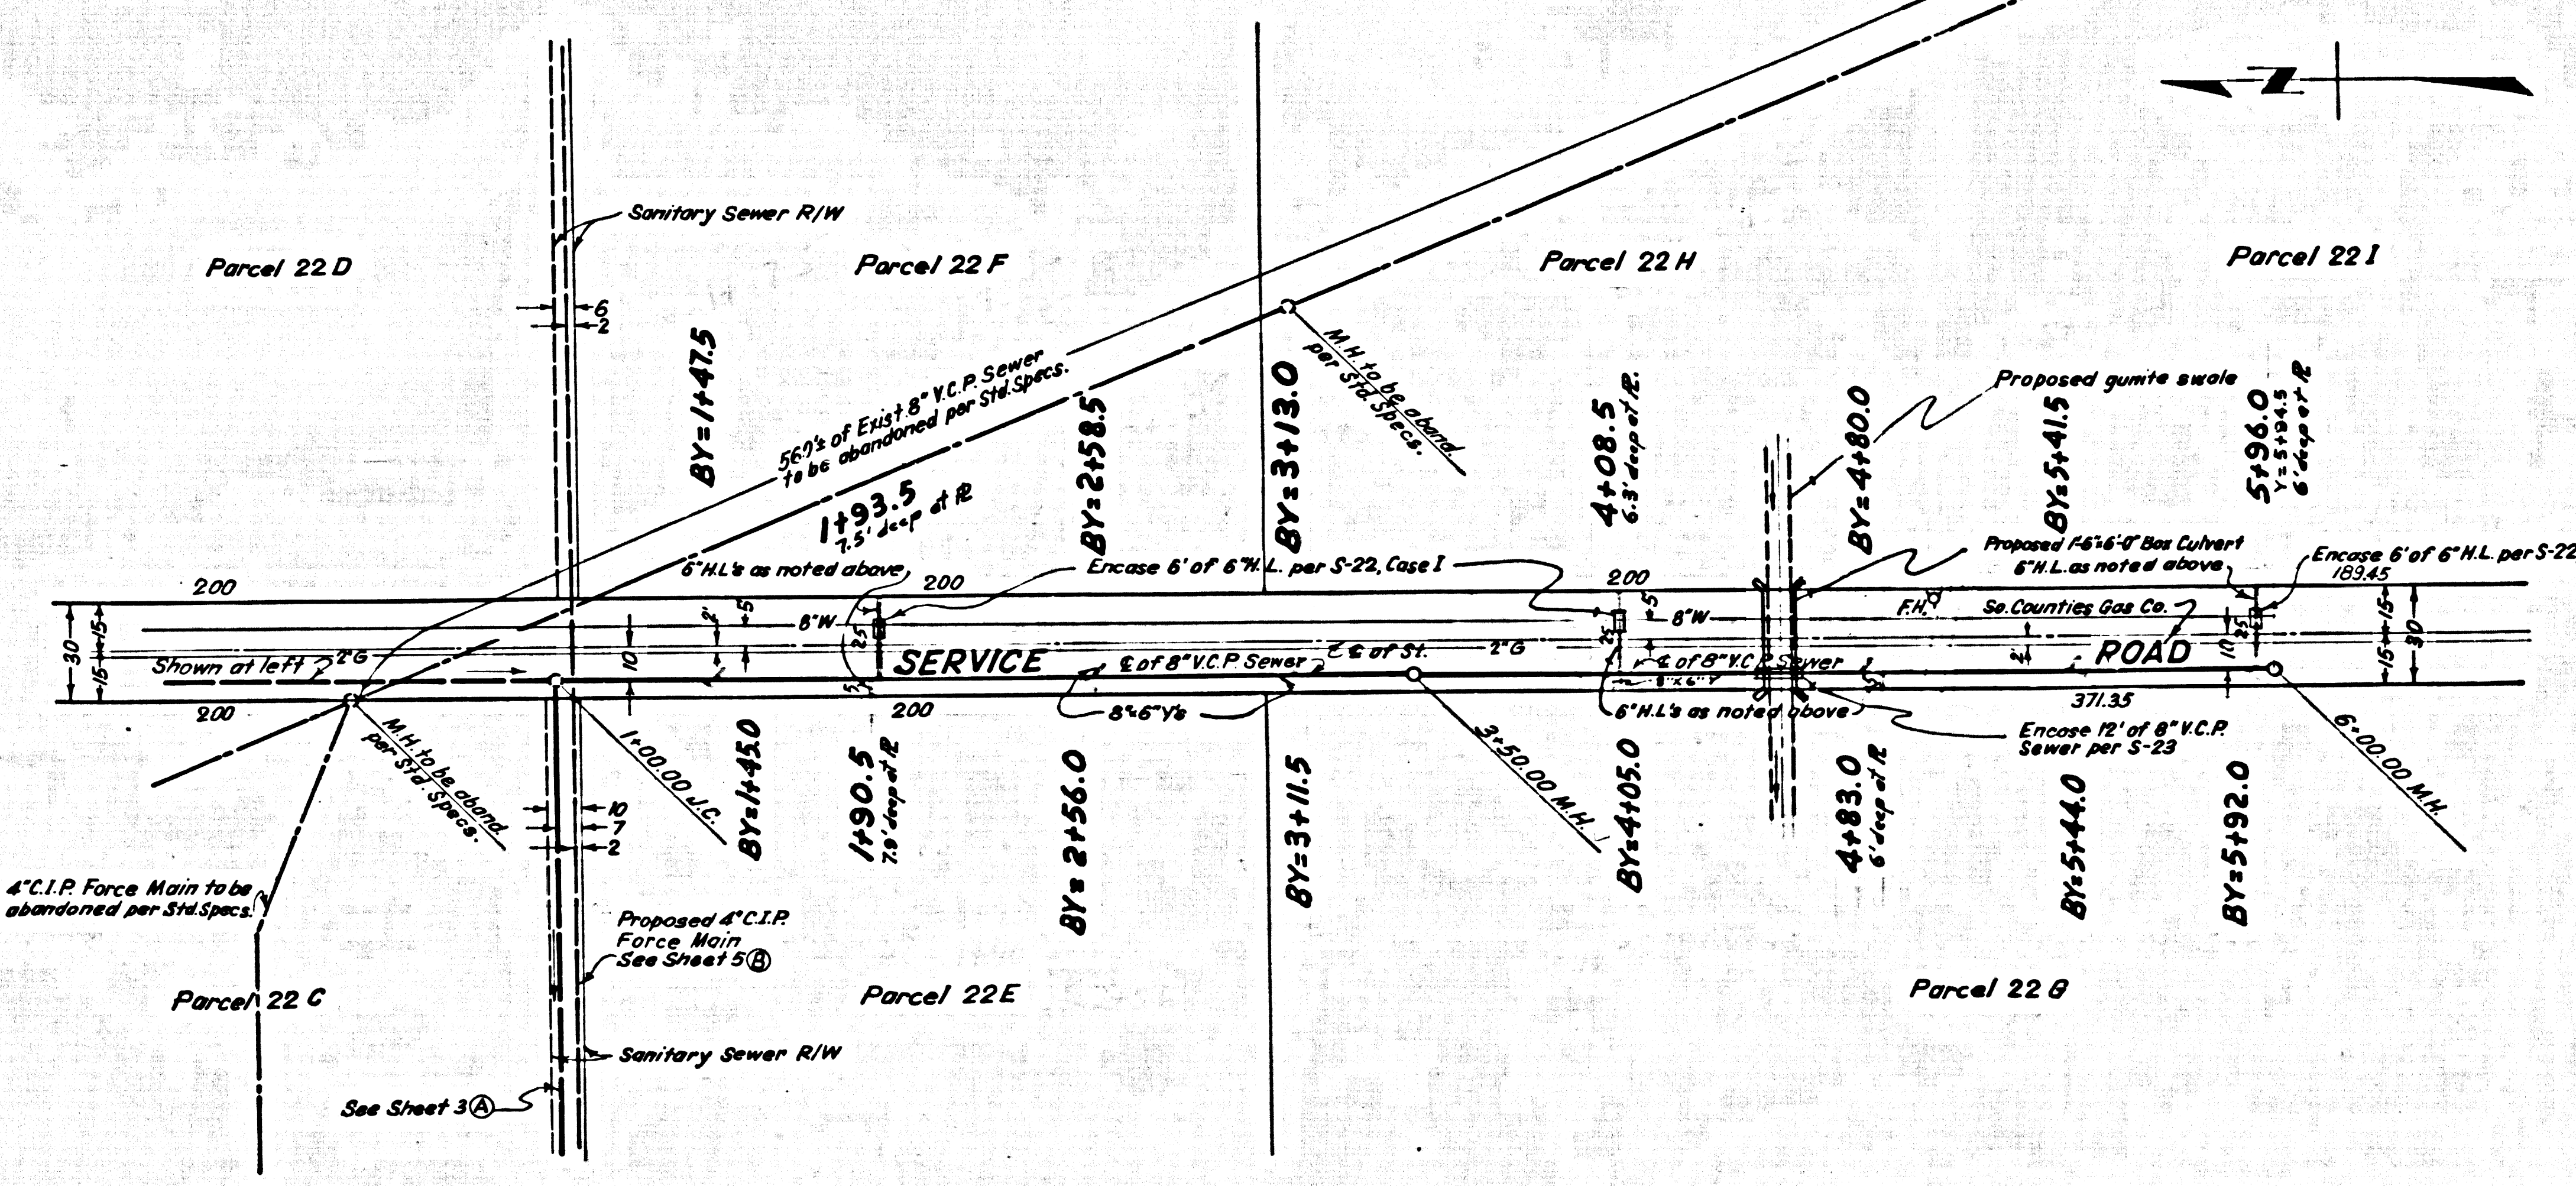 Z
Sanitary Sewer R/W
Parcel 22 D
Parcel 22 F
Parcel 22 H
Parcel 22 I
6
2
BY=1+47.5
560'± of Exist. 8" V.C.P. Sewer
to be abandoned per Std. Specs.
1+93.5
7.5' deep at PL
BY=2+58.5
BY=3+13.0
M.H. to be aband.
per Std. Specs.
4+08.5
6.3' deep at PL.
BY=4+80.0
Proposed gunite swale
BY=5+41.5
5+96.0
Y=5+94.5
6' deep at PL
6"H.L's as noted above
Encase 6' of 6"H.L. per S-22, Case I
Proposed 1'-6"x6'-0" Box Culvert
6"H.L. as noted above
Encase 6' of 6"H.L. per S-22
200
200
200
189.45
30
15
15
8"W
5
2'
25
8"W
5
25
F.H.
So. Counties Gas Co.
10
25
15
15
30
Shown at left
2"G
10
SERVICE
℄ of 8" V.C.P. Sewer
℄ of St.
2"G
℄ of 8" V.C.P. Sewer
8"x6"Y
2
ROAD
200
5
200
8"x6"Y's
6"H.L's as noted above
5
371.35
M.H. to be aband.
per Std. Specs.
1+00.00 J.C.
BY=1+45.0
1+90.5
7.9' deep at PL
BY=2+56.0
BY=3+11.5
3+50.00 M.H.
BY=4+05.0
4+83.0
6' deep at PL
Encase 12' of 8" V.C.P.
Sewer per S-23
BY=5+44.0
BY=5+92.0
6+00.00 M.H.
10
7
2
4"C.I.P. Force Main to be
abandoned per Std. Specs.
Proposed 4"C.I.P.
Force Main
See Sheet 5 B
Parcel 22 C
Parcel 22 E
Parcel 22 G
Sanitary Sewer R/W
See Sheet 3 A